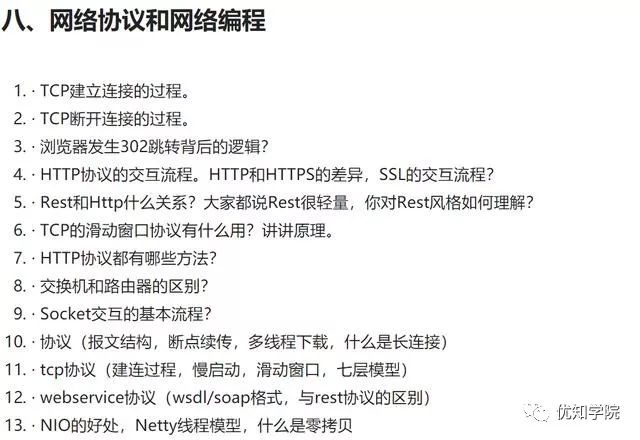 八、网络协议和网络编程
1. · TCP建立连接的过程。
2. · TCP断开连接的过程。
3. · 浏览器发生302跳转背后的逻辑？
4. · HTTP协议的交互流程。HTTP和HTTPS的差异，SSL的交互流程？
5. · Rest和Http什么关系？大家都说Rest很轻量，你对Rest风格如何理解？
6. · TCP的滑动窗口协议有什么用？讲讲原理。
7. · HTTP协议都有哪些方法？
8. · 交换机和路由器的区别？
9. · Socket交互的基本流程？
10. · 协议（报文结构，断点续传，多线程下载，什么是长连接）
11. · tcp协议（建连过程，慢启动，滑动窗口，七层模型）
12. · webservice协议（wsdl/soap格式，与rest协议的区别）
13. · NIO的好处，Netty线程模型，什么是零拷贝
优知学院